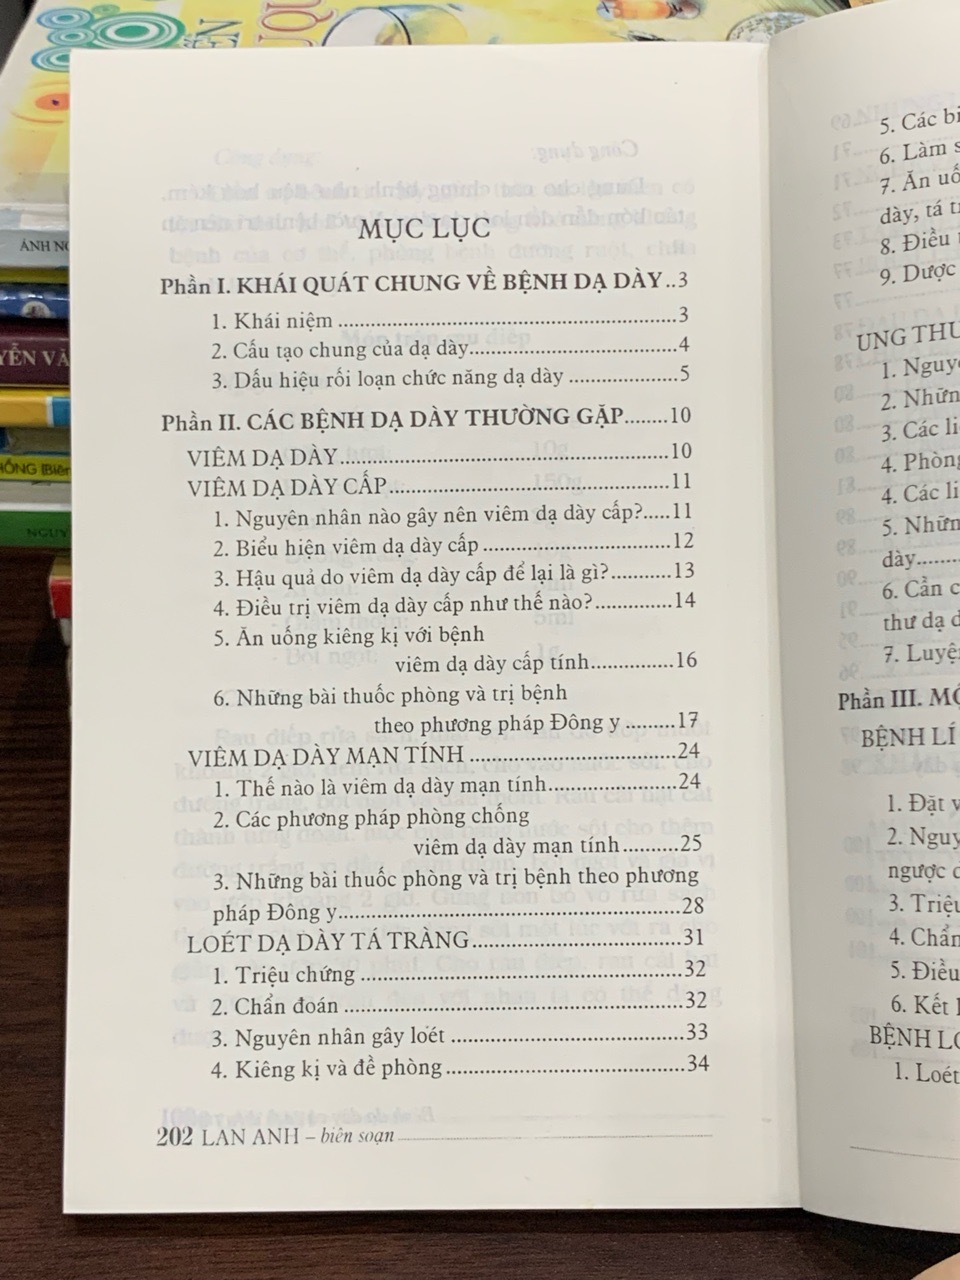 MỤC LỤC
Phần I. KHÁI QUÁT CHUNG VỀ BỆNH DẠ DÀY..3
1. Khái niệm ........................................................3
2. Cấu tạo chung của dạ dày...................................4
3. Dấu hiệu rối loạn chức năng dạ dày ..................5
Phần II. CÁC BỆNH DẠ DÀY THƯỜNG GẶP........10
VIÊM DẠ DÀY......................................................10
VIÊM DẠ DÀY CẤP..............................................11
1. Nguyên nhân nào gây nên viêm dạ dày cấp?.....11
2. Biểu hiện viêm dạ dày cấp ...............................12
3. Hậu quả do viêm dạ dày cấp để lại là gì?..........13
4. Điều trị viêm dạ dày cấp như thế nào?.............14
5. Ăn uống kiêng kị với bệnh
viêm dạ dày cấp tính..............16
6. Những bài thuốc phòng và trị bệnh
theo phương pháp Đông y .........17
VIÊM DẠ DÀY MẠN TÍNH ..................................24
1. Thế nào là viêm dạ dày mạn tính......................24
2. Các phương pháp phòng chống
viêm dạ dày mạn tính..........25
3. Những bài thuốc phòng và trị bệnh theo phương
pháp Đông y.........................................................28
LOÉT DẠ DÀY TÁ TRÀNG...................................31
1. Triệu chứng ......................................................32
2. Chẩn đoán ........................................................32
3. Nguyên nhân gây loét .......................................33
4. Kiêng kị và đề phòng ........................................34
202 LAN ANH – biên soạn
5. Các
6. Làm
7. Ăn
dày, tá
8. Điều
9. Dược
UNG THƯ
1.
2.
3. Các
4.
4. Các
5.
dày
6. Cần
thư dạ
7.
Phần III.
BỆNH LÍ
1. Đặt
2.
ngược
3.
4.
5. Điều
6. Kết
BỆNH
1. Loét